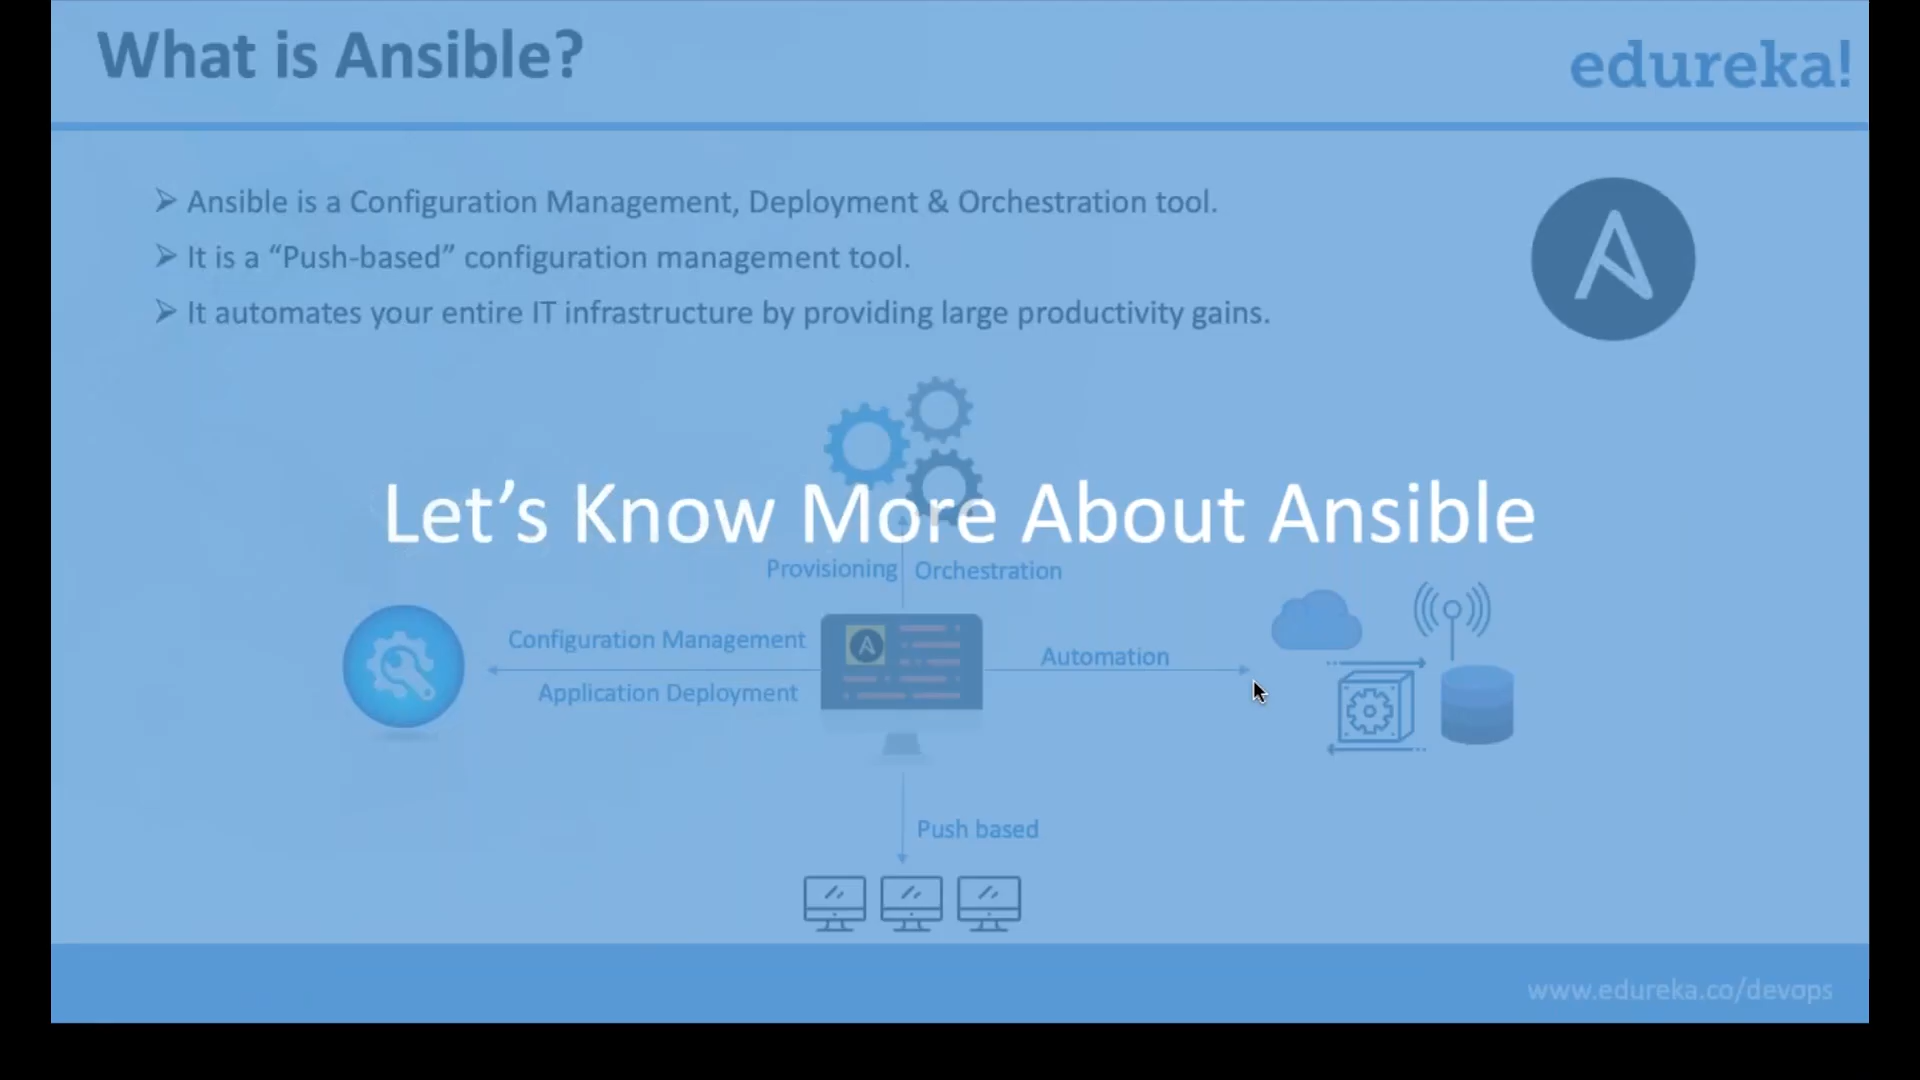 What is Ansible?
edureka!
➢ Ansible is a Configuration Management, Deployment & Orchestration tool.
➢ It is a “Push-based” configuration management tool.
➢ It automates your entire IT infrastructure by providing large productivity gains.
Let’s Know More About Ansible
Provisioning Orchestration
Configuration Management
Automation
Application Deployment
Push based
www.edureka.co/devops